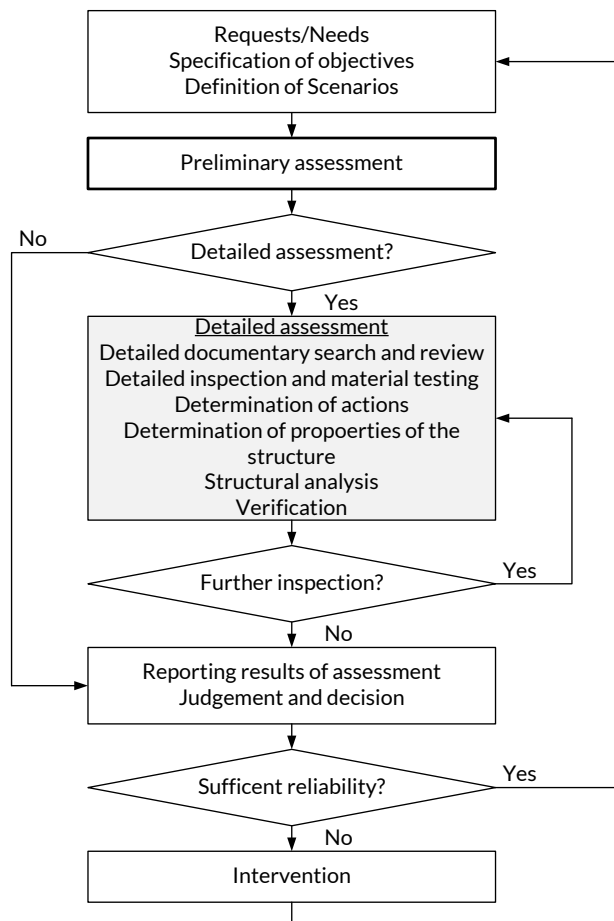 Requests/Needs
Specification of objectives
Definition of Scenarios
Preliminary assessment
No
Detailed assessment?
Yes
Detailed assessment
Detailed documentary search and review
Detailed inspection and material testing
Determination of actions
Determination of propoerties of the
structure
Structural analysis
Verification
Further inspection?
Yes
No
Reporting results of assessment
Judgement and decision
Sufficent reliability?
Yes
No
Intervention